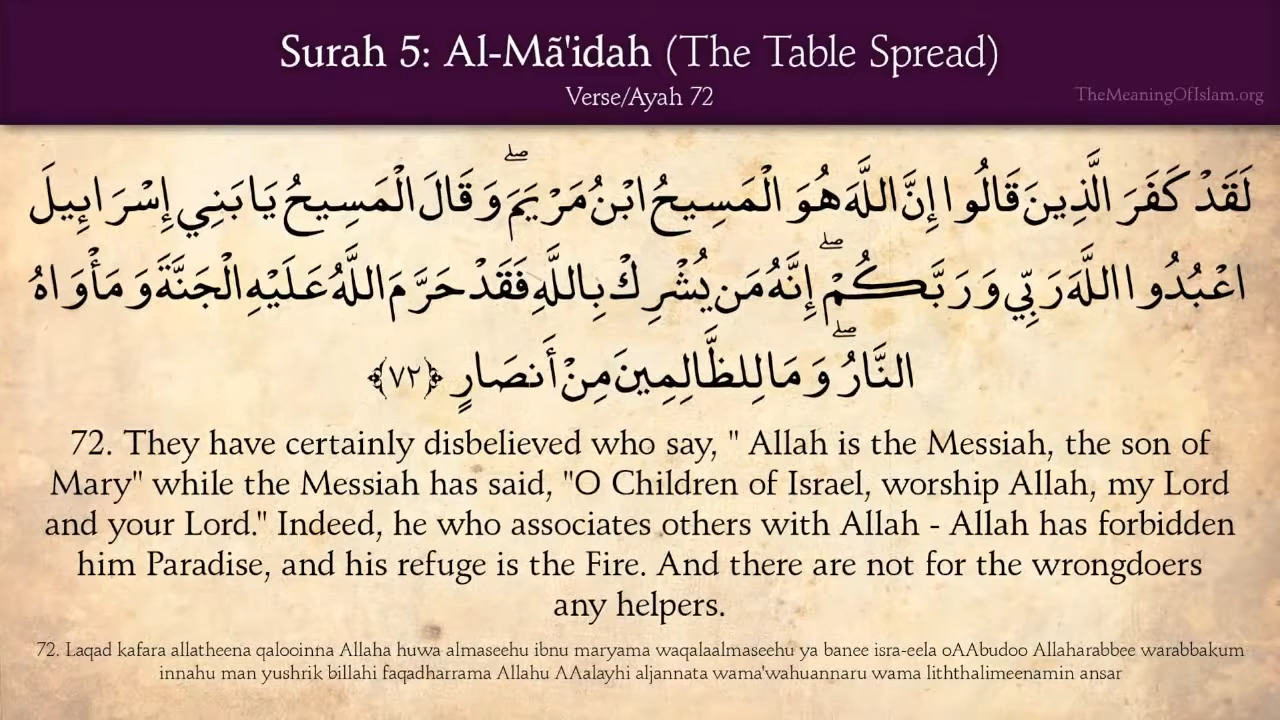 Surah 5: Al-Mã'idah (The Table Spread)
Verse/Ayah 72
TheMeaningOfIslam.org
لَقَدْ كَفَرَ الَّذِينَ قَالُوا إِنَّ اللَّهَ هُوَ الْمَسِيحُ ابْنُ مَرْيَمَ ۖ وَقَالَ الْمَسِيحُ يَا بَنِي إِسْرَائِيلَ
اعْبُدُوا اللَّهَ رَبِّي وَرَبَّكُمْ ۖ إِنَّهُ مَن يُشْرِكْ بِاللَّهِ فَقَدْ حَرَّمَ اللَّهُ عَلَيْهِ الْجَنَّةَ وَمَأْوَاهُ
النَّارُ ۖ وَمَا لِلظَّالِمِينَ مِنْ أَنصَارٍ ﴿٧٢﴾
72. They have certainly disbelieved who say, " Allah is the Messiah, the son of
Mary" while the Messiah has said, "O Children of Israel, worship Allah, my Lord
and your Lord." Indeed, he who associates others with Allah - Allah has forbidden
him Paradise, and his refuge is the Fire. And there are not for the wrongdoers
any helpers.
72. Laqad kafara allatheena qalooinna Allaha huwa almaseehu ibnu maryama waqalaalmaseehu ya banee isra-eela oAAbudoo Allaharabbee warabbakum
innahu man yushrik billahi faqadharrama Allahu AAalayhi aljannata wama'wahuannaru wama liththalimeenamin ansar